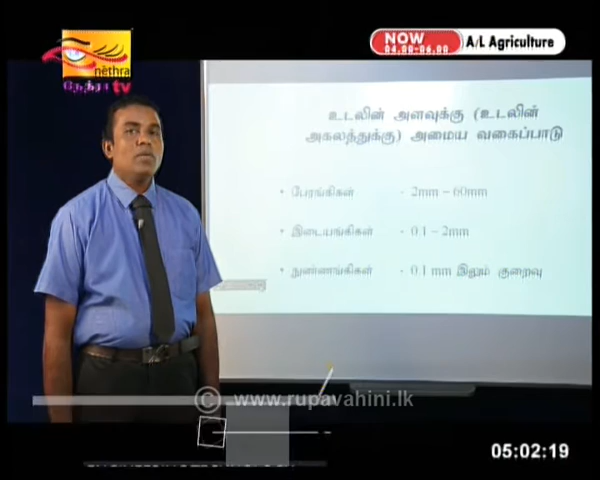 NOW
04.00-06.00
A/L Agriculture
nethra
நேத்ரா tv
உடலின் அளவுக்கு (உடலின்
அகலத்துக்கு) அமைய வகைப்பாடு
• பேரங்கிகள் - 2mm – 60mm
• இடையங்கிகள் - 0.1 – 2mm
• நுண்ணங்கிகள் - 0.1 mm இலும் குறைவு
© www.rupavahini.lk
05:02:19